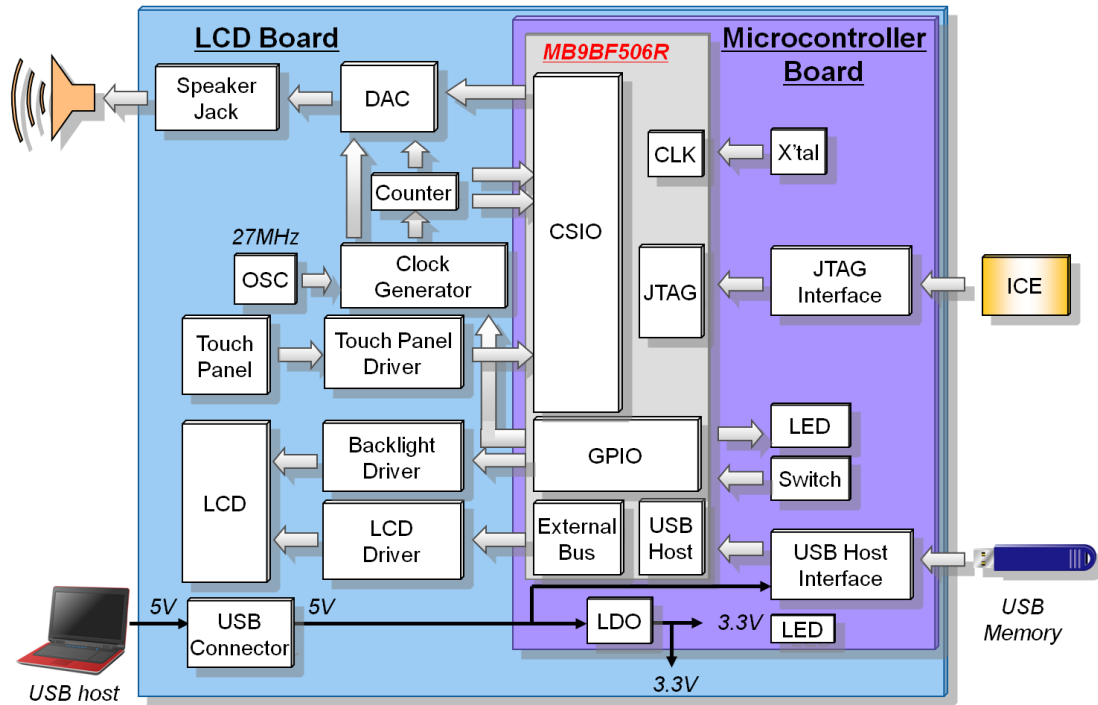 LCD Board
MB9BF506R
Microcontroller
Board
Speaker
Jack
DAC
CLK
X'tal
Counter
CSIO
27MHz
OSC
Clock
Generator
JTAG
JTAG
Interface
ICE
Touch
Panel
Touch Panel
Driver
LED
GPIO
Backlight
Driver
Switch
LCD
LCD
Driver
External
Bus
USB
Host
USB Host
Interface
USB
Memory
5V
USB
Connector
5V
LDO
3.3V
LED
3.3V
USB host